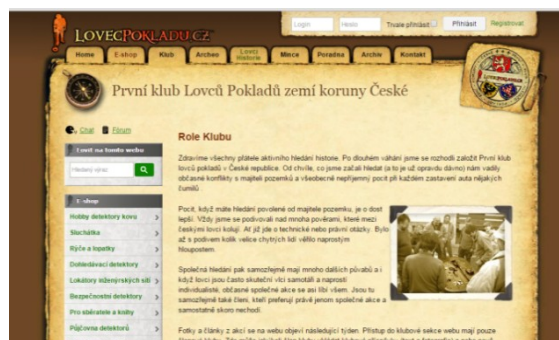 Login Heslo Trvale přihlásit Přihlásit Registrovat
LOVECPOKLADU.CZ
Home E-shop Klub Archeo Lovci historie Mince Poradna Archiv Kontakt
První klub Lovců Pokladů zemí koruny České
Chat Fórum
Lovit na tomto webu
Hledaný výraz
E-shop
Hobby detektory kovu
Sluchátka
Rýče a lopatky
Dohledávací detektory
Lokátory inženýrských sítí
Bezpečnostní detektory
Pro sběratele a knihy
Půjčovna detektorů
Role Klubu
Zdravíme všechny přátele aktivního hledání historie. Po dlouhém váhání jsme se rozhodli založit První klub
lovců pokladů v České republice. Od chvíle, co jsme začali hledat (a to je už opravdu dávno) nám vadily
občasné konflikty s majiteli pozemků a všeobecně nepříjemný pocit při každém zastavení auta nějakých
čumilů
Pocit, když máte hledání povolené od majitele pozemku, je o dost
lepší. Vždy jsme se podivovali nad mnoha pověrami, které mezi
českými lovci kolují. Ať již jde o technické nebo právní otázky. Bylo
až s podivem kolik velice chytrých lidí věřilo naprostým
hloupostem.
Společná hledání pak samozřejmě mají mnoho dalších půvabů a i
když lovci jsou často skuteční vlci samotáři a naprostí
individualisté, občasné společné akce se asi líbí všem. Jsou tu
samozřejmě také členi, kteří preferují právě jenom společné akce a
samostatně skoro nechodí.
Fotky a články z akcí se na webu objeví následující týden. Přístup do klubové sekce webu mají pouze